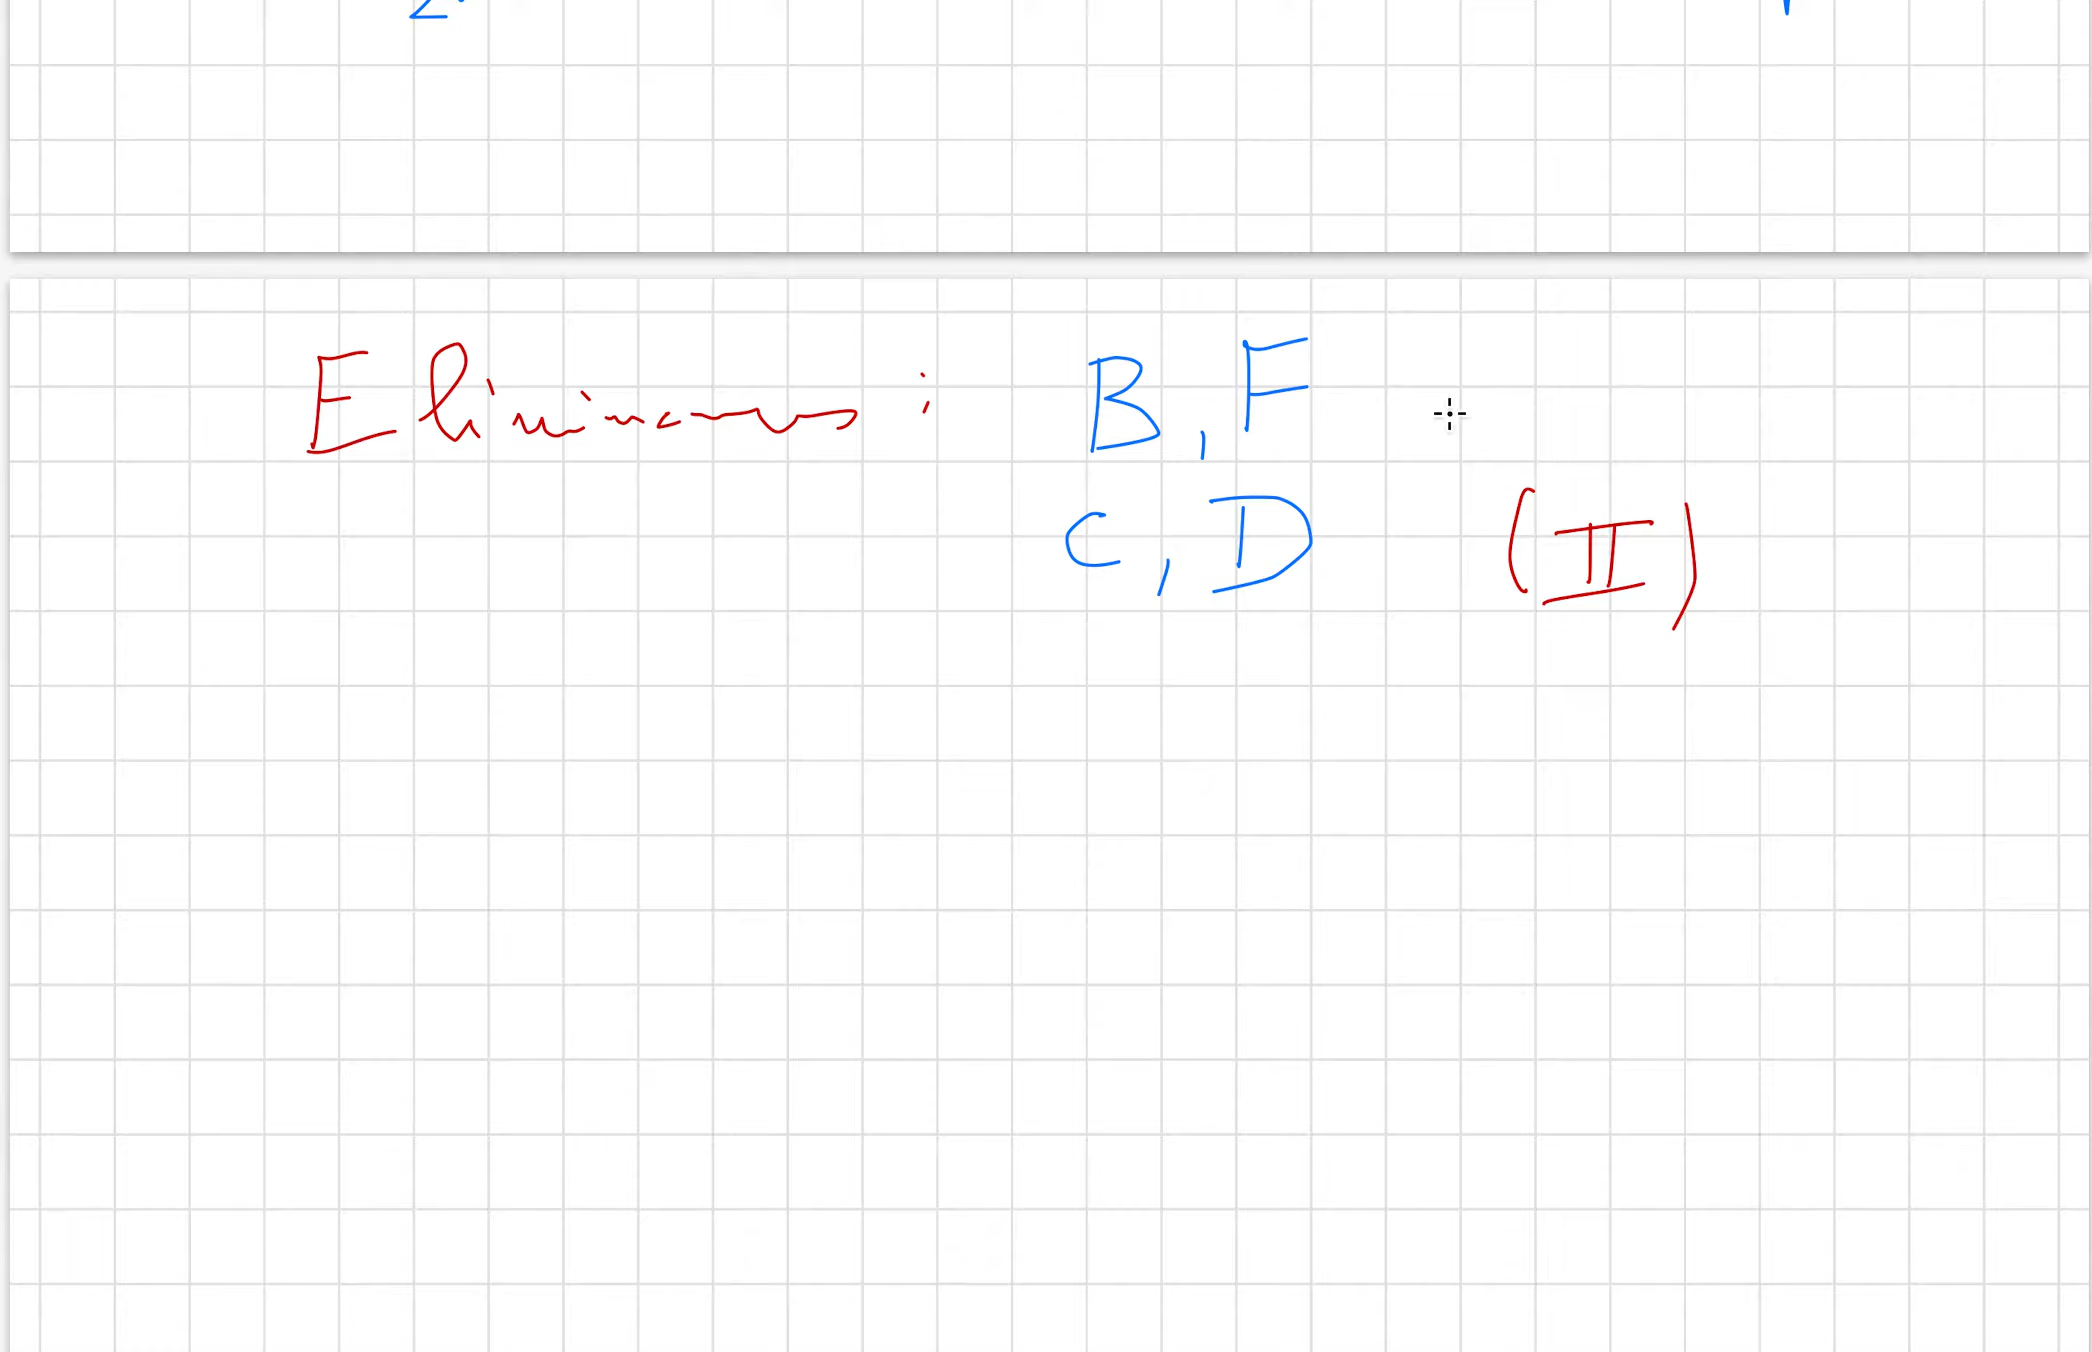 Eliminamos : B, F
C, D (II)